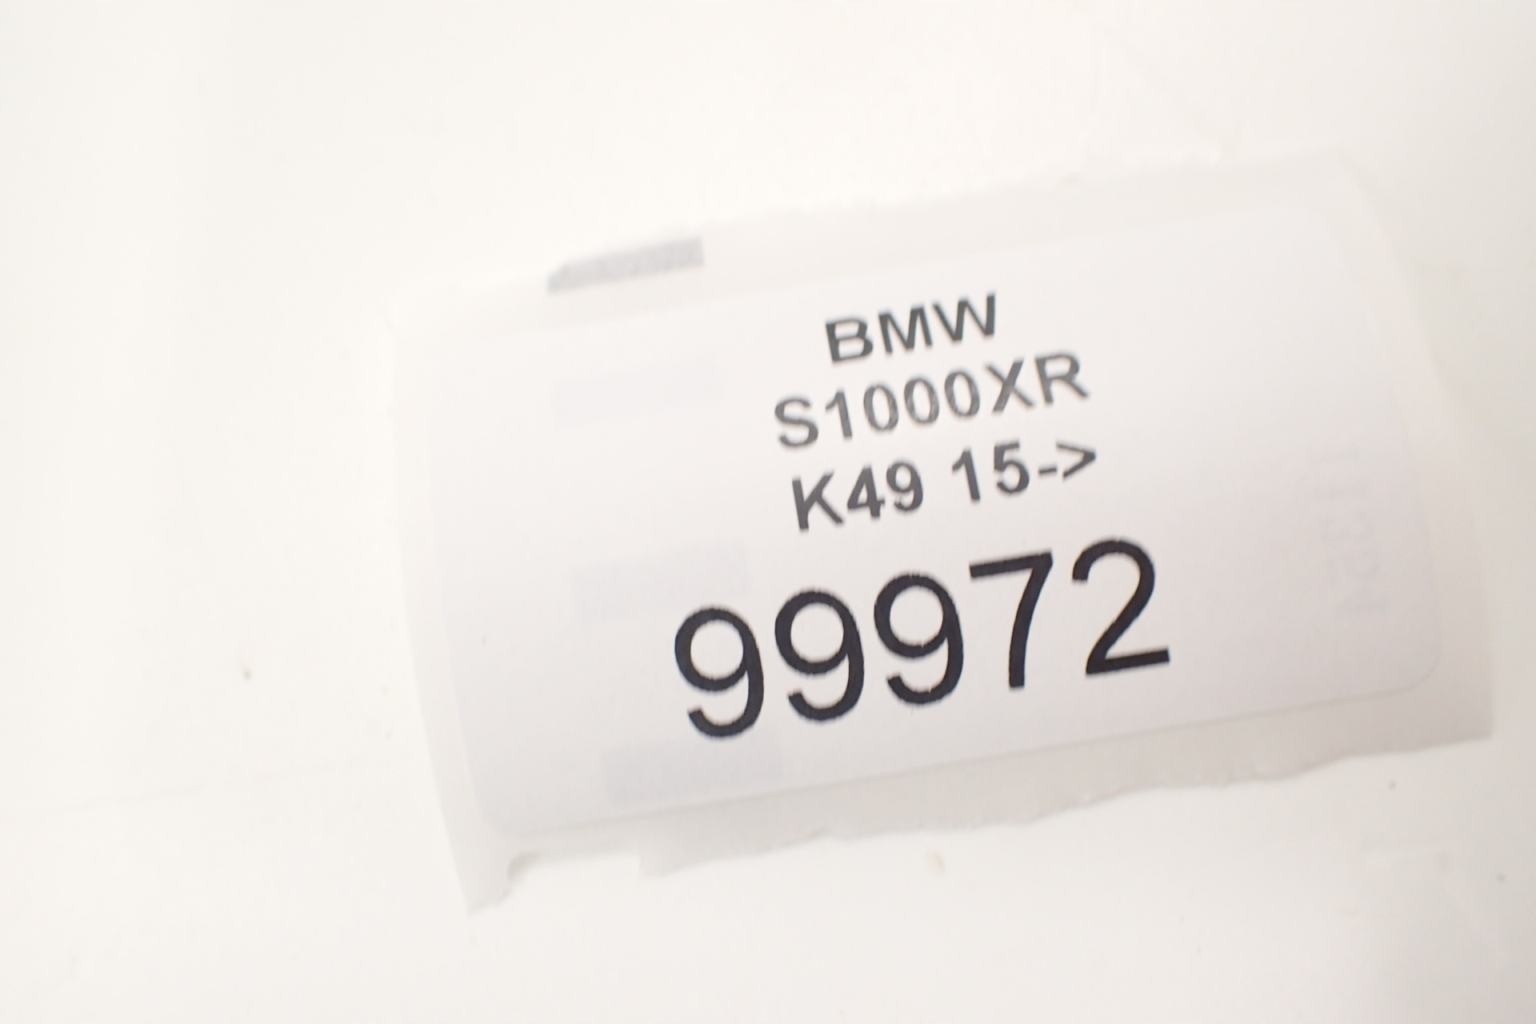 BMW
S1000XR
K49 15->
99972